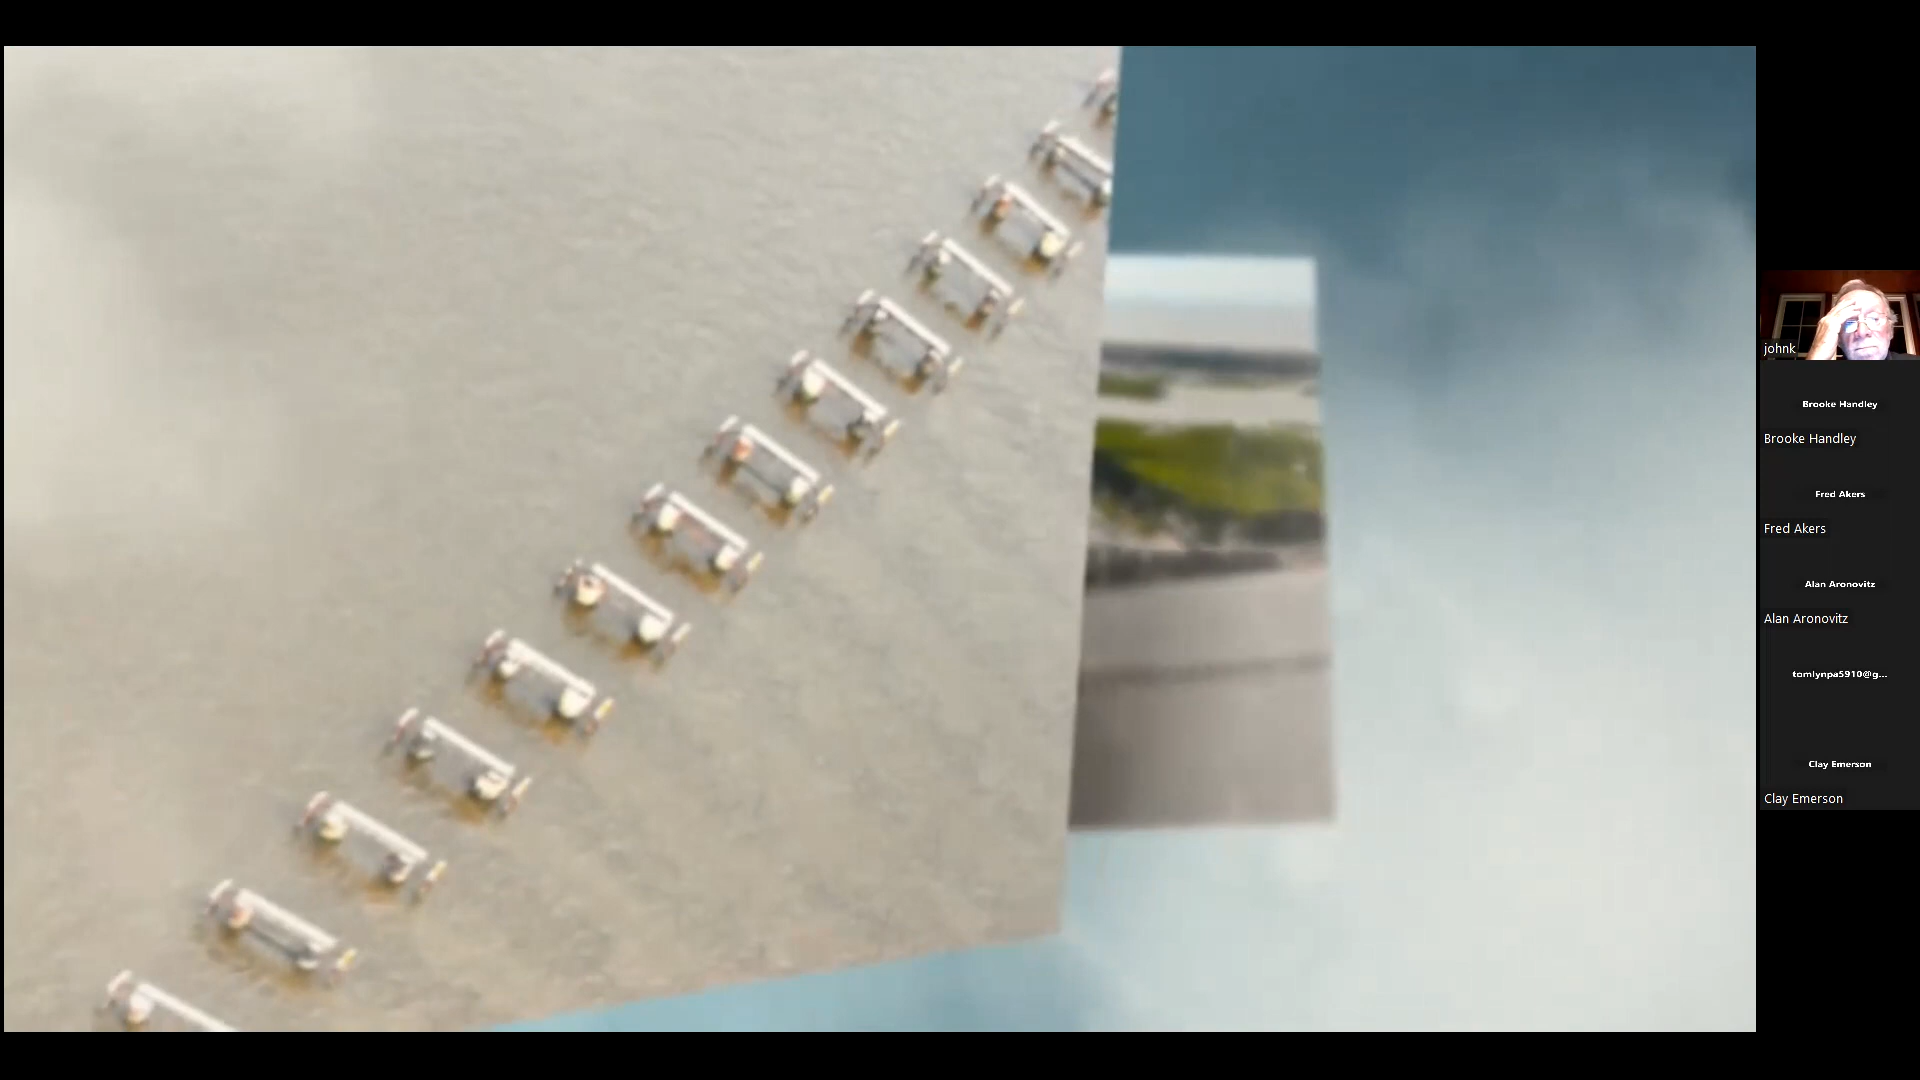 johnk
Brooke Handley
Brooke Handley
Fred Akers
Fred Akers
Alan Aronovitz
Alan Aronovitz
tomlynpa5910@g...
Clay Emerson
Clay Emerson